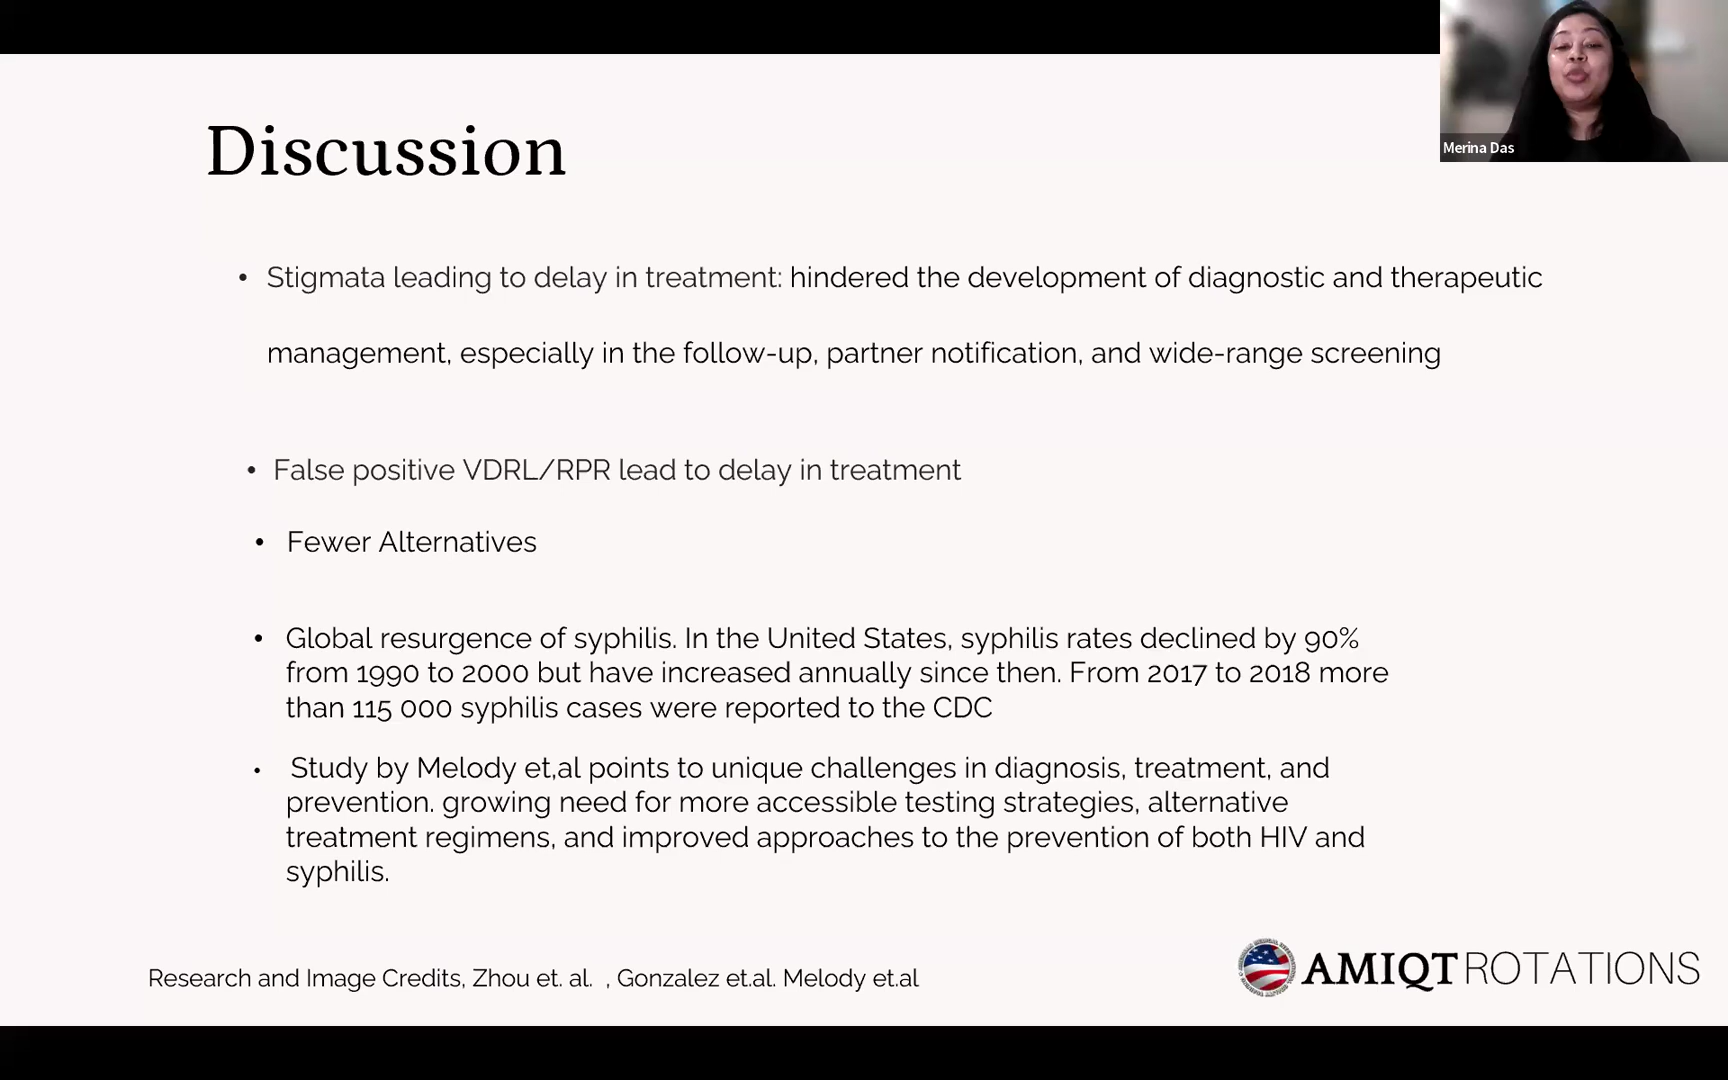 Merina Das
Discussion
• Stigmata leading to delay in treatment: hindered the development of diagnostic and therapeutic
management, especially in the follow-up, partner notification, and wide-range screening
• False positive VDRL/RPR lead to delay in treatment
• Fewer Alternatives
• Global resurgence of syphilis. In the United States, syphilis rates declined by 90%
from 1990 to 2000 but have increased annually since then. From 2017 to 2018 more
than 115 000 syphilis cases were reported to the CDC
• Study by Melody et,al points to unique challenges in diagnosis, treatment, and
prevention. growing need for more accessible testing strategies, alternative
treatment regimens, and improved approaches to the prevention of both HIV and
syphilis.
Research and Image Credits, Zhou et. al. , Gonzalez et.al. Melody et.al
AMIQT ROTATIONS